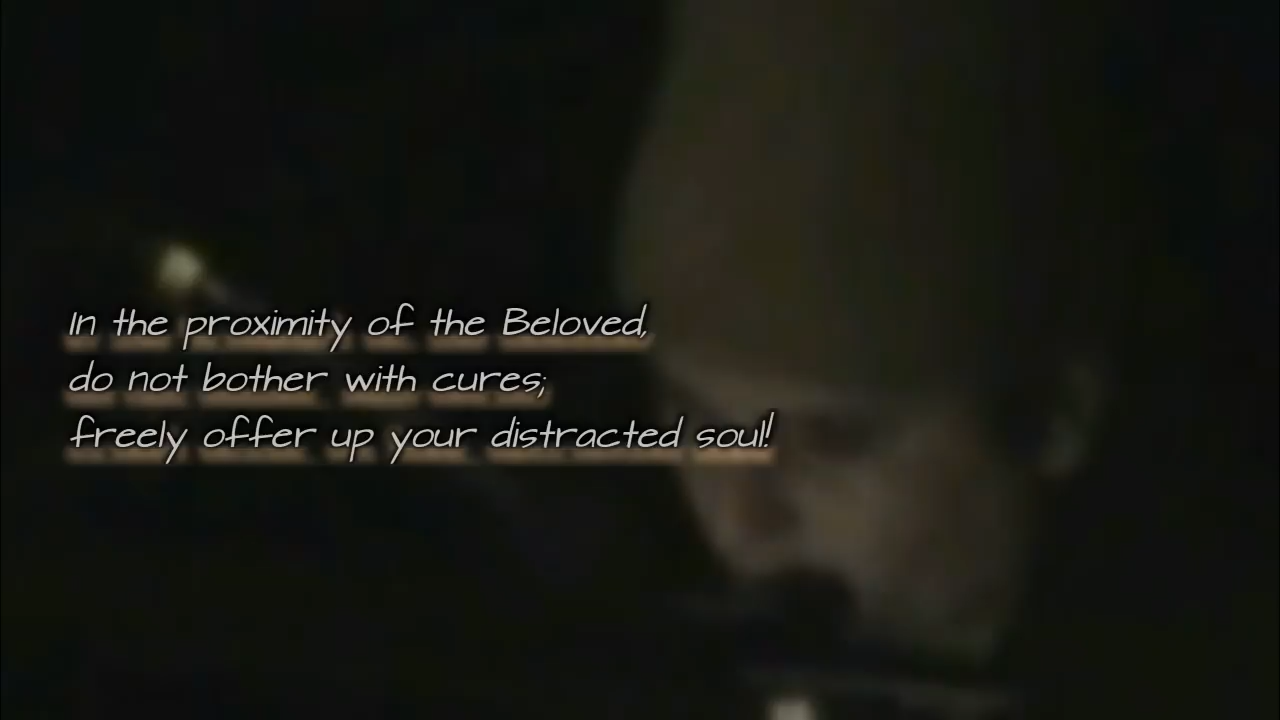 In the proximity of the Beloved,
do not bother with cures;
freely offer up your distracted soul!